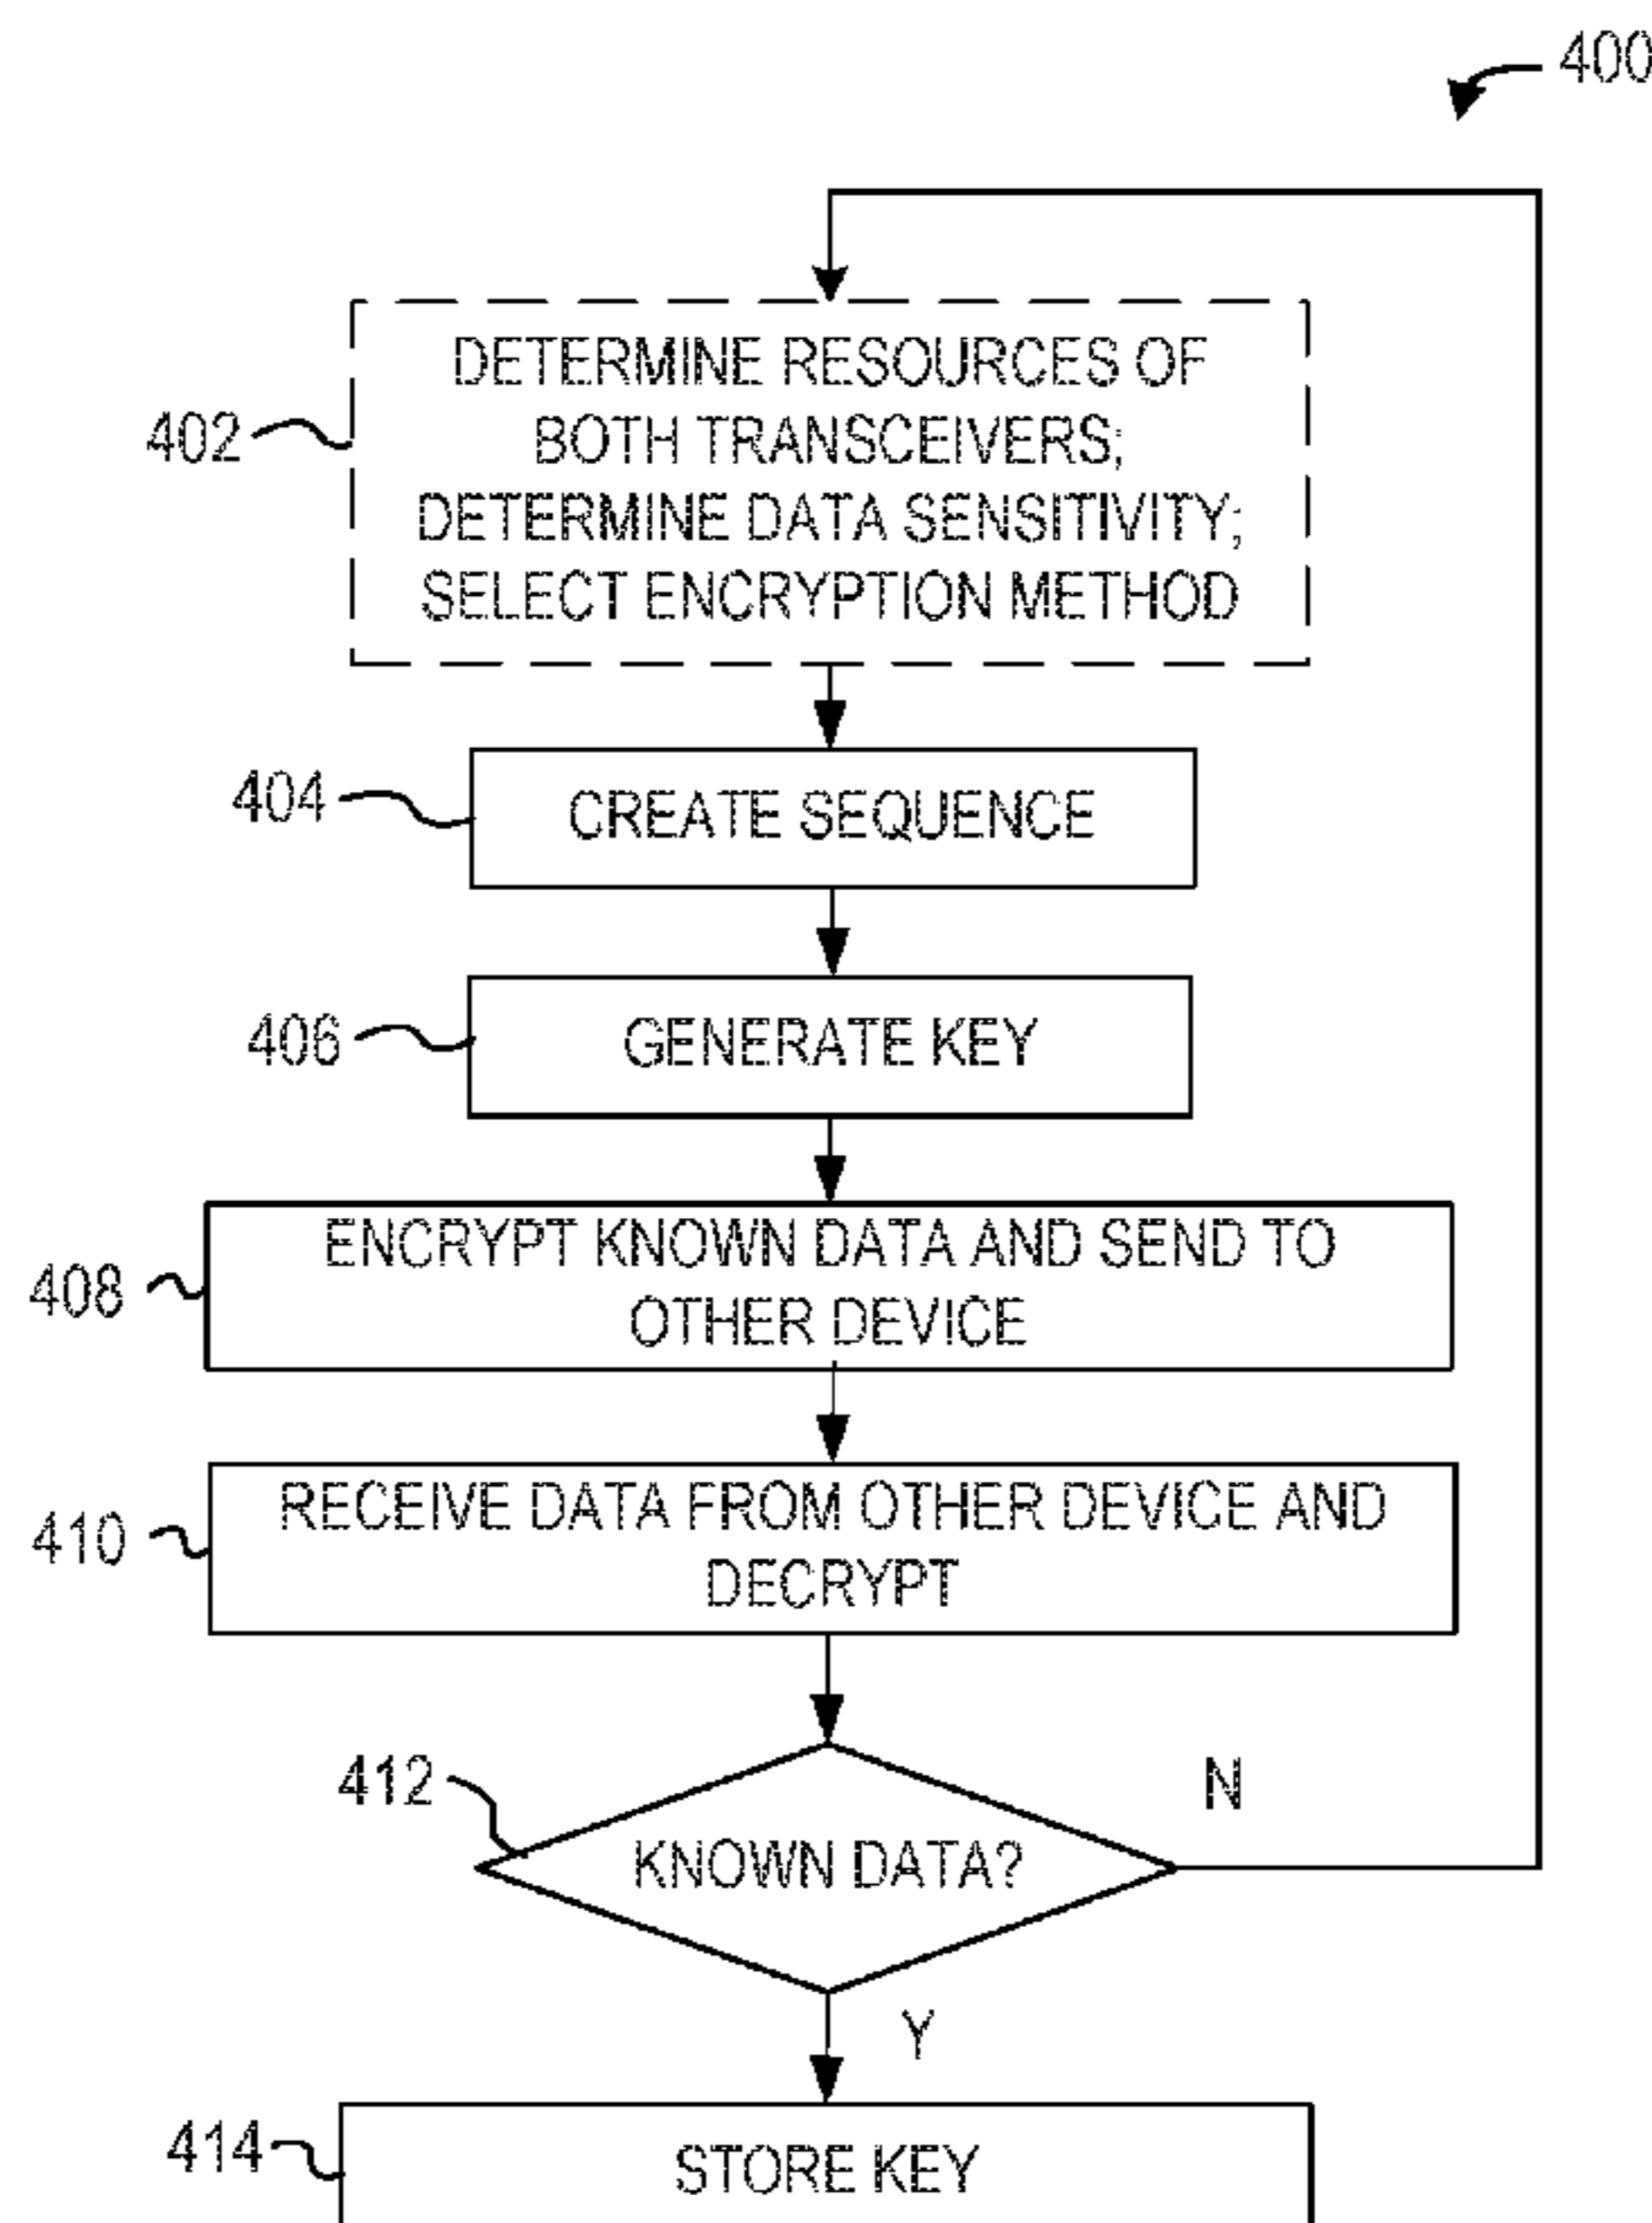 400
402
DETERMINE RESOURCES OF
BOTH TRANSCEIVERS;
DETERMINE DATA SENSITIVITY;
SELECT ENCRYPTION METHOD
404
CREATE SEQUENCE
406
GENERATE KEY
408
ENCRYPT KNOWN DATA AND SEND TO
OTHER DEVICE
410
RECEIVE DATA FROM OTHER DEVICE AND
DECRYPT
412
N
KNOWN DATA?
Y
414
STORE KEY